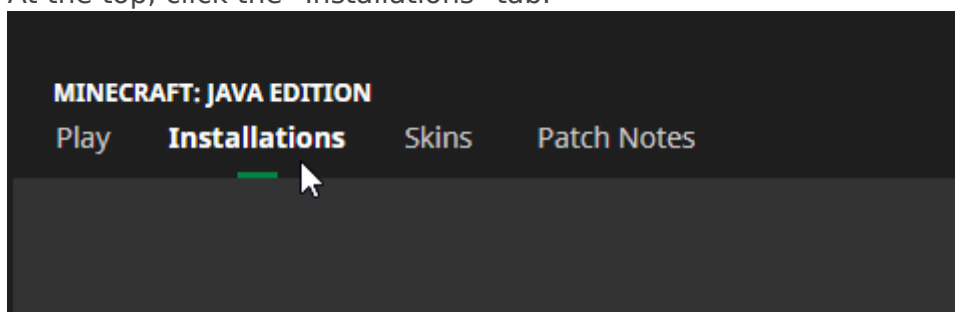 At the top, click the "Installations" tab.
MINECRAFT: JAVA EDITION
Play Installations Skins Patch Notes